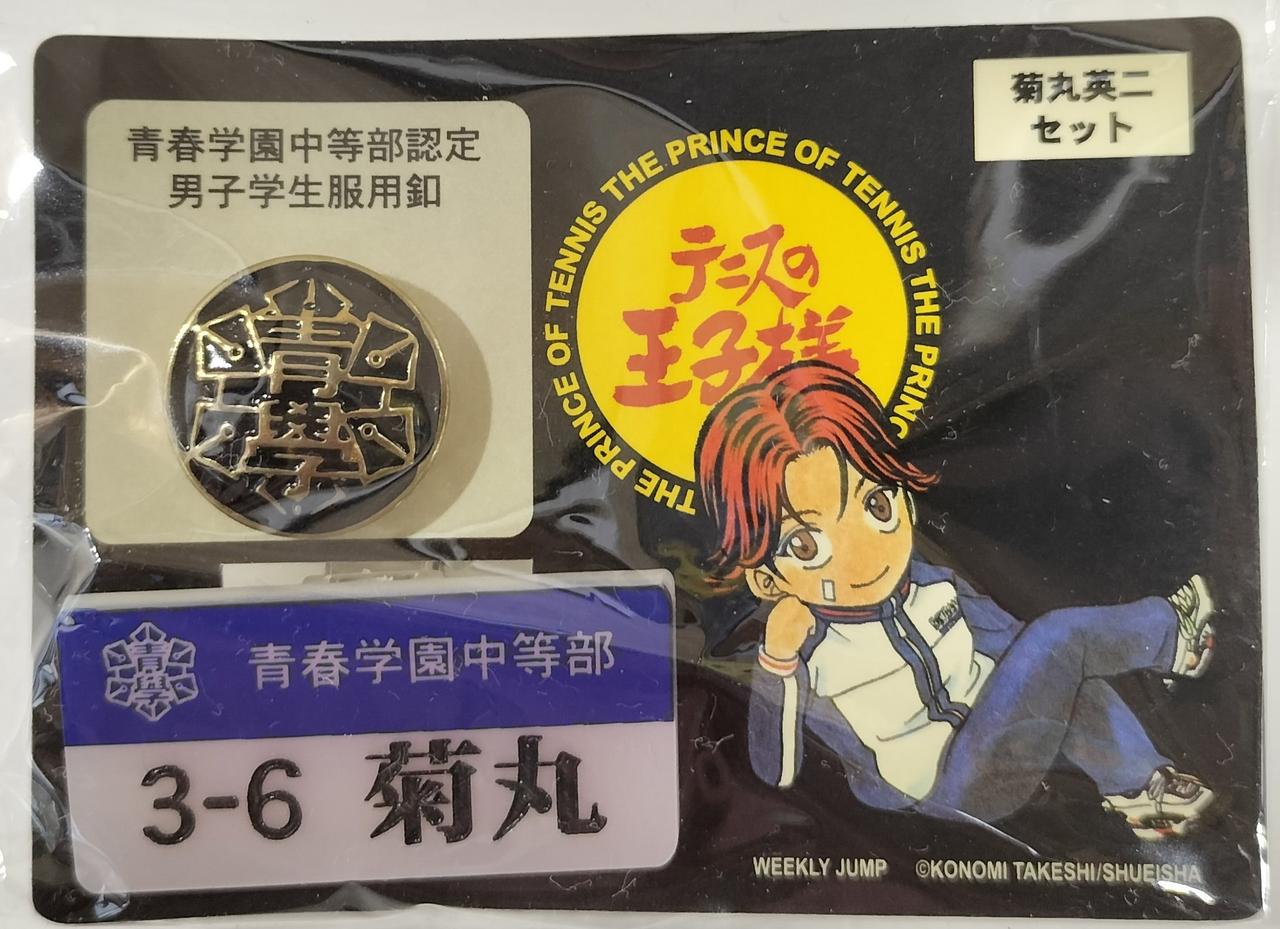 菊丸英二
セット
青春学園中等部認定
男子学生服用釦
青學
THE PRINCE OF TENNIS THE PRINCE OF TENNIS THE PRINC
テニスの
王子様
青學
青春学園中等部
3-6 菊丸
WEEKLY JUMP ©KONOMI TAKESHI/SHUEISHA